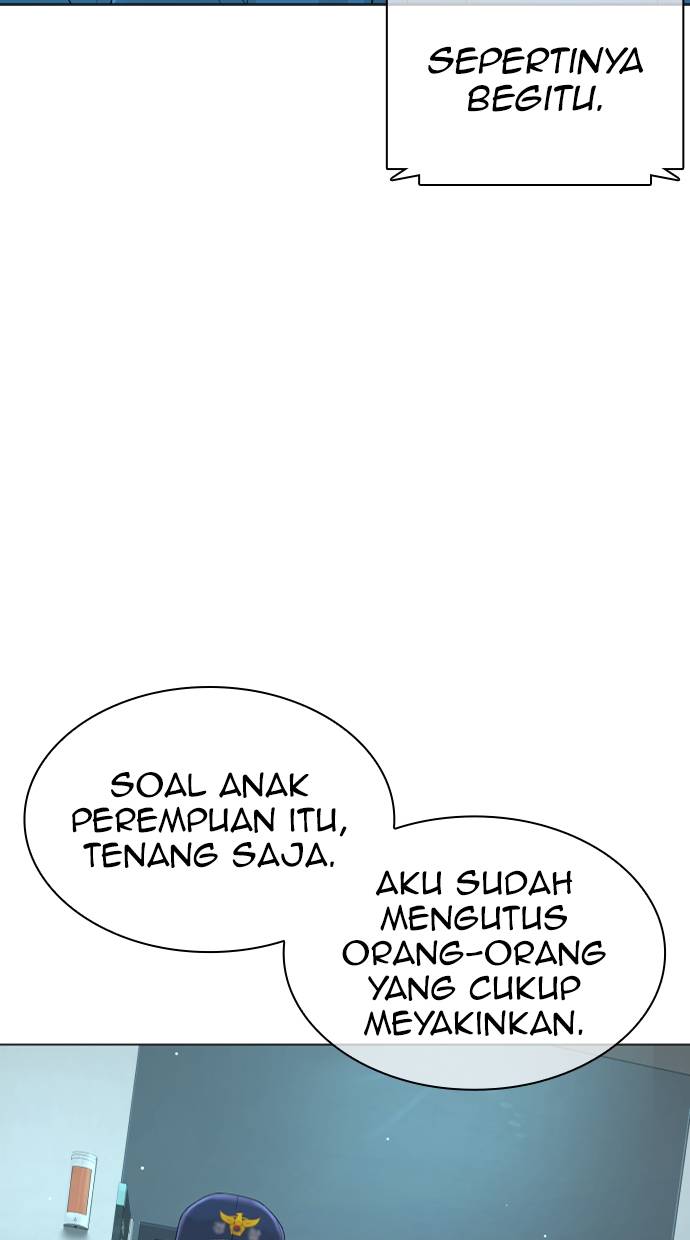 SEPERTINYA
BEGITU.
SOAL ANAK
PEREMPUAN ITU,
TENANG SAJA.
AKU SUDAH
MENGUTUS
ORANG-ORANG
YANG CUKUP
MEYAKINKAN.